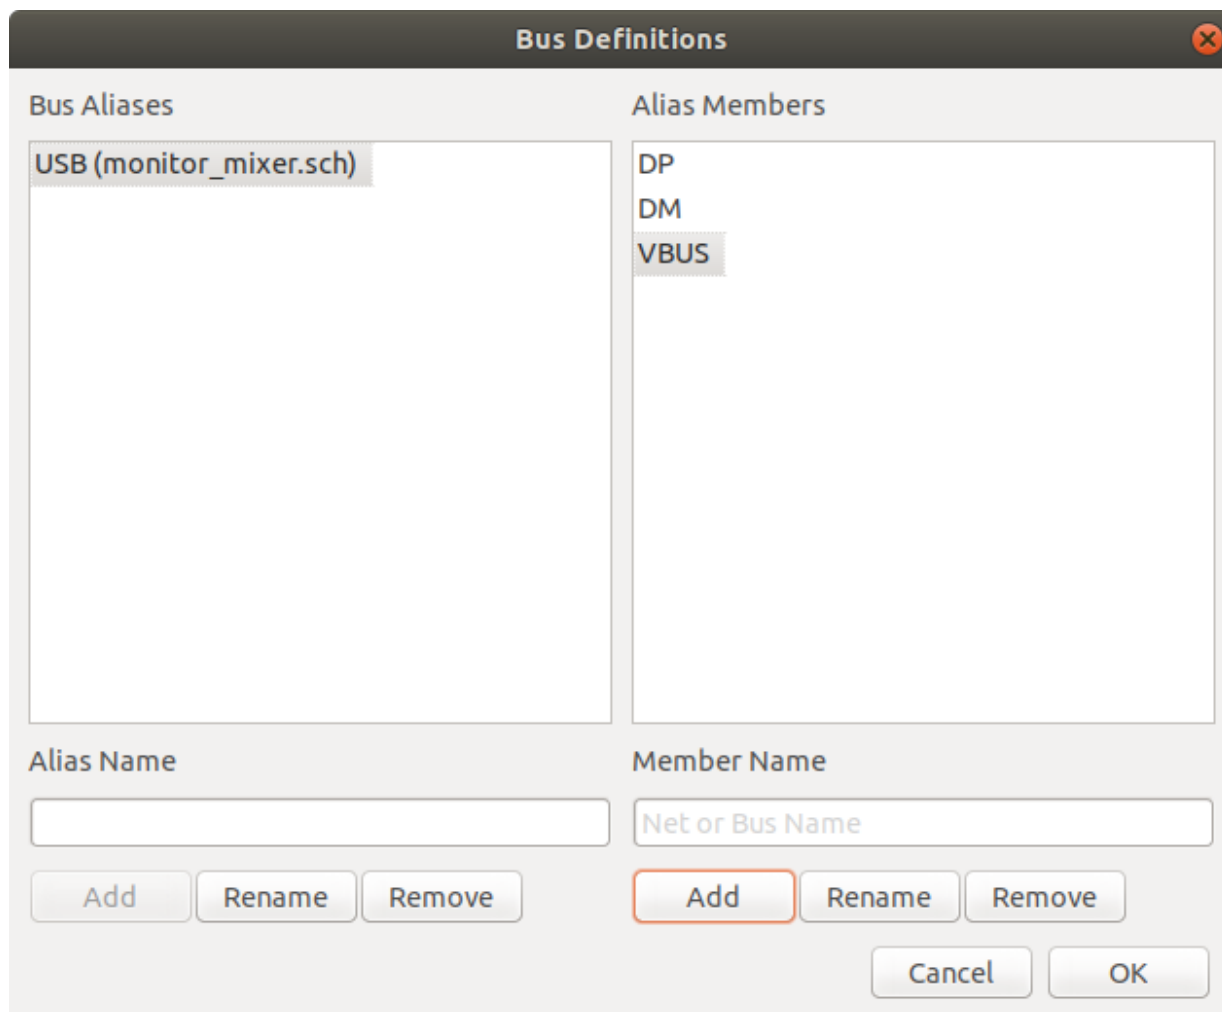 Bus Definitions
Bus Aliases
Alias Members
USB (monitor_mixer.sch)
DP
DM
VBUS
Alias Name
Member Name
Net or Bus Name
Add Rename Remove
Add Rename Remove
Cancel OK